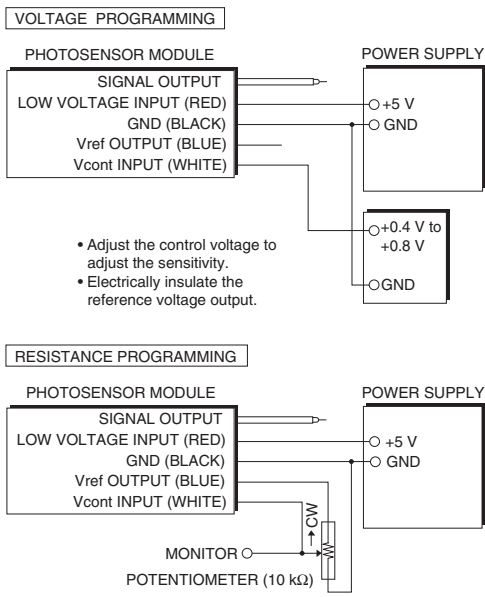 VOLTAGE PROGRAMMING
PHOTOSENSOR MODULE
POWER SUPPLY
SIGNAL OUTPUT
LOW VOLTAGE INPUT (RED)
+5 V
GND (BLACK)
GND
Vref OUTPUT (BLUE)
Vcont INPUT (WHITE)
+0.4 V to
+0.8 V
GND
• Adjust the control voltage to
adjust the sensitivity.
• Electrically insulate the
reference voltage output.
RESISTANCE PROGRAMMING
PHOTOSENSOR MODULE
POWER SUPPLY
SIGNAL OUTPUT
LOW VOLTAGE INPUT (RED)
+5 V
GND (BLACK)
GND
Vref OUTPUT (BLUE)
Vcont INPUT (WHITE)
CW
MONITOR
POTENTIOMETER (10 kΩ)